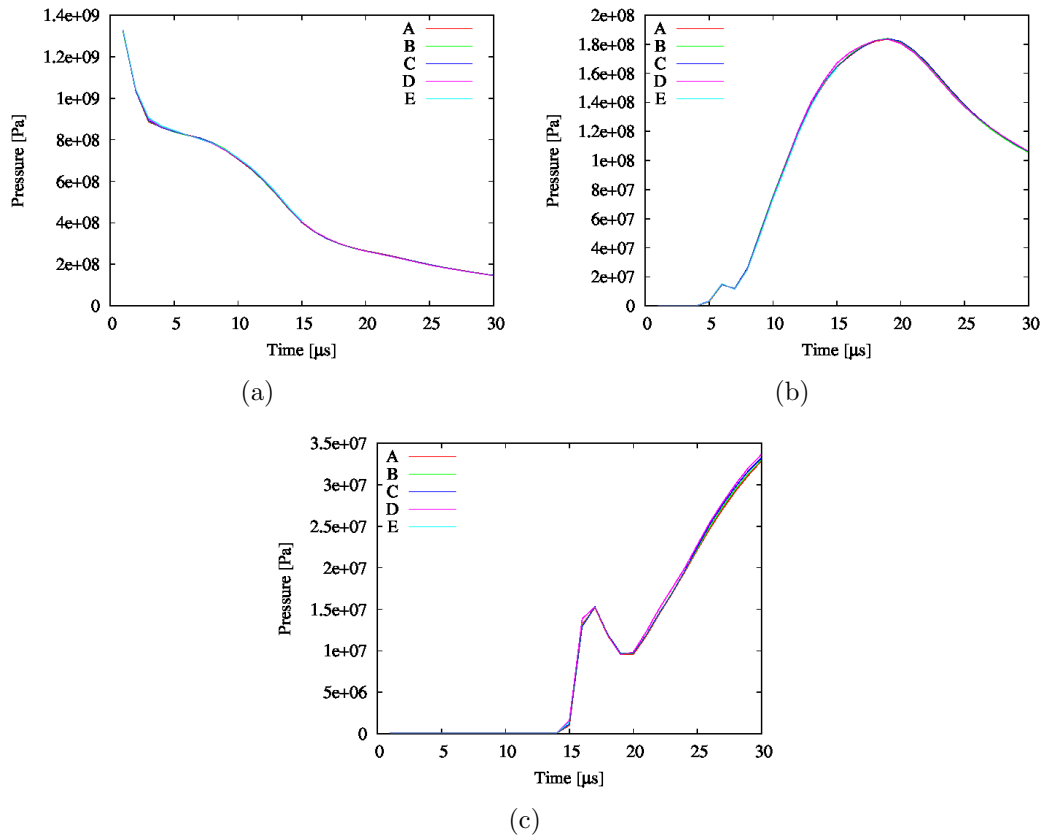 1.4e+09
1.2e+09
1e+09
8e+08
6e+08
4e+08
2e+08
0
Pressure [Pa]
A
B
C
D
E
0 5 10 15 20 25 30
Time [μs]
(a)
2e+08
1.8e+08
1.6e+08
1.4e+08
1.2e+08
1e+08
8e+07
6e+07
4e+07
2e+07
0
Pressure [Pa]
A
B
C
D
E
0 5 10 15 20 25 30
Time [μs]
(b)
3.5e+07
3e+07
2.5e+07
2e+07
1.5e+07
1e+07
5e+06
0
Pressure [Pa]
A
B
C
D
E
0 5 10 15 20 25 30
Time [μs]
(c)